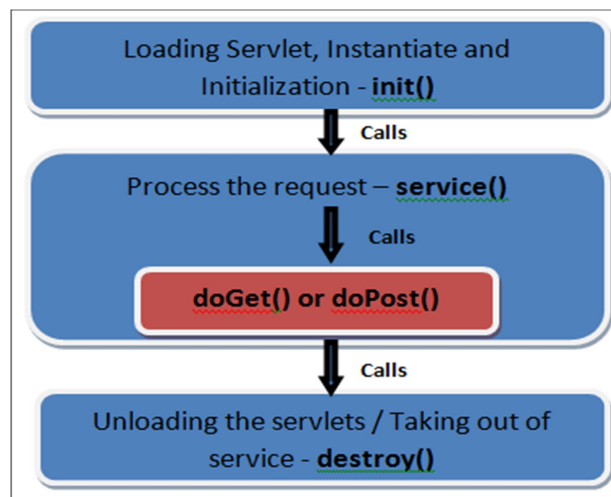 Loading Servlet, Instantiate and
Initialization - init()
Calls
Process the request – service()
Calls
doGet() or doPost()
Calls
Unloading the servlets / Taking out of
service - destroy()